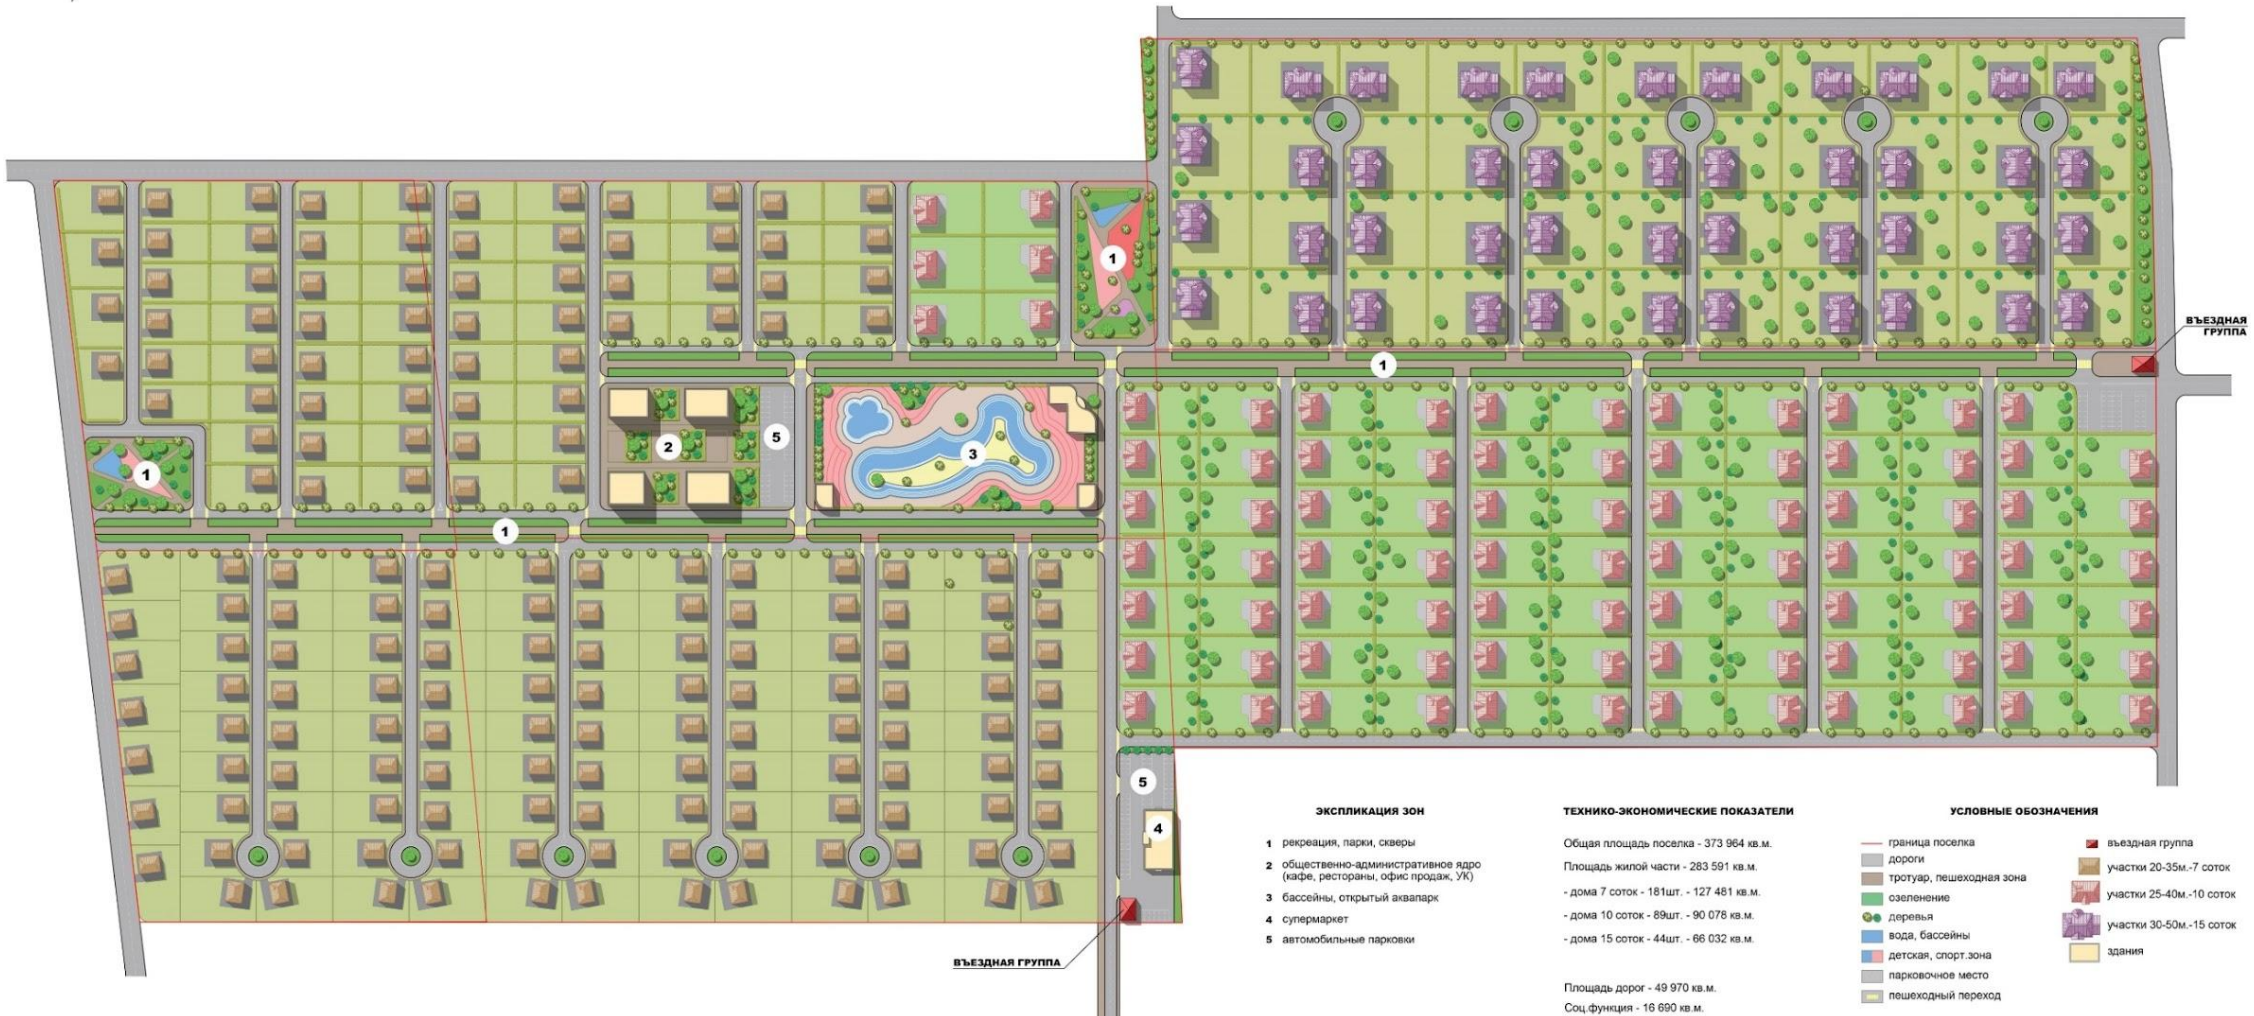 1
ВЪЕЗДНАЯ
ГРУППА
1
5
2
3
1
1
5
4
ВЪЕЗДНАЯ ГРУППА
ЭКСПЛИКАЦИЯ ЗОН
1 рекреация, парки, скверы
2 общественно-административное ядро
(кафе, рестораны, офис продаж, УК)
3 бассейны, открытый аквапарк
4 супермаркет
5 автомобильные парковки
ТЕХНИКО-ЭКОНОМИЧЕСКИЕ ПОКАЗАТЕЛИ
Общая площадь поселка - 373 964 кв.м.
Площадь жилой части - 283 591 кв.м.
- дома 7 соток - 181шт. - 127 481 кв.м.
- дома 10 соток - 89шт. - 90 078 кв.м.
- дома 15 соток - 44шт. - 66 032 кв.м.
Площадь дорог - 49 970 кв.м.
Соц.функция - 16 690 кв.м.
УСЛОВНЫЕ ОБОЗНАЧЕНИЯ
граница поселка
дороги
тротуар, пешеходная зона
озеленение
деревья
вода, бассейны
детская, спорт.зона
парковочное место
пешеходный переход
въездная группа
участки 20-35м.-7 соток
участки 25-40м.-10 соток
участки 30-50м.-15 соток
здания